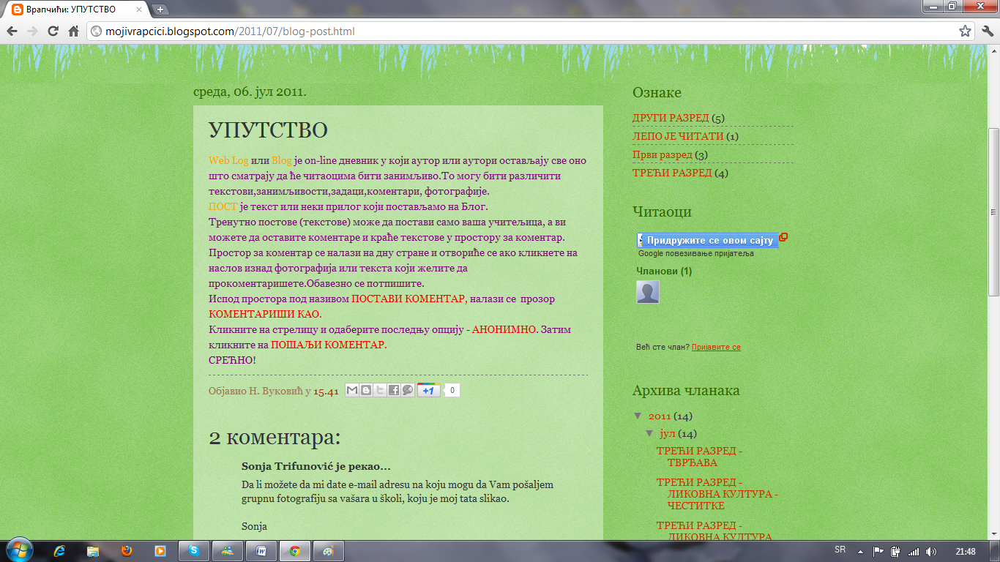 Врапчићи: УПУТСТВО
mojivrapcici.blogspot.com/2011/07/blog-post.html
среда, 06. јул 2011.
УПУТСТВО
Web Log или Blog је on-line дневник у који аутор или аутори остављају све оно
што сматрају да ће читаоцима бити занимљиво.То могу бити различити
текстови,занимљивости,задаци,коментари, фотографије.
ПОСТ је текст или неки прилог који постављамо на Блог.
Тренутно постове (текстове) може да постави само ваша учитељица, а ви
можете да оставите коментаре и краће текстове у простору за коментар.
Простор за коментар се налази на дну стране и отвориће се ако кликнете на
наслов изнад фотографија или текста који желите да
прокоментаришете.Обавезно се потпишите.
Испод простора под називом ПОСТАВИ КОМЕНТАР, налази се  прозор
КОМЕНТАРИШИ КАО.
Кликните на стрелицу и одаберите последњу опцију - АНОНИМНО. Затим
кликните на ПОШАЉИ КОМЕНТАР.
СРЕЋНО!
Објавио Н. Вуковић у 15.41
+1 0
2 коментара:
Sonja Trifunović је рекао...
Da li možete da mi date e-mail adresu na koju mogu da Vam pošaljem
grupnu fotografiju sa vašara u školi, koju je moj tata slikao.
Sonja
Ознаке
ДРУГИ РАЗРЕД (5)
ЛЕПО ЈЕ ЧИТАТИ (1)
Први разред (3)
ТРЕЋИ РАЗРЕД (4)
Читаоци
Придружите се овом сајту
Google повезивање пријатеља
Чланови (1)
Већ сте члан? Пријавите се
Архива чланака
▼ 2011 (14)
▼ јул (14)
ТРЕЋИ РАЗРЕД -
ТВРЂАВА
ТРЕЋИ РАЗРЕД -
ЛИКОВНА КУЛТУРА -
ЧЕСТИТКЕ
ТРЕЋИ РАЗРЕД -
ЛИКОВНА КУЛТУРА
SR
21:48